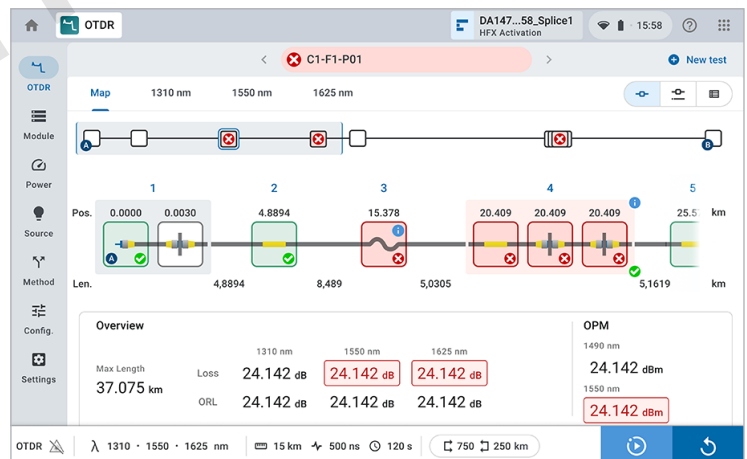 OTDR
DA147...58_Splice1
HFX Activation
15:58
C1-F1-P01
New test
OTDR
Map 1310 nm 1550 nm 1625 nm
Module
A
B
Power
1 2 3 4 5
Pos. 0.0000 0.0030 4.8894 15.378 20.409 20.409 20.409 25.5 km
Source
A
Method
Len. 4,8894 8,489 5,0305 5,1619 km
Config.
Overview
OPM
1310 nm 1550 nm 1625 nm
1490 nm
Settings
Max Length
Loss 24.142 dB 24.142 dB 24.142 dB
24.142 dBm
37.075 km
1550 nm
ORL 24.142 dB 24.142 dB 24.142 dB
24.142 dBm
OTDR λ 1310 · 1550 · 1625 nm 15 km 500 ns 120 s 750 250 km